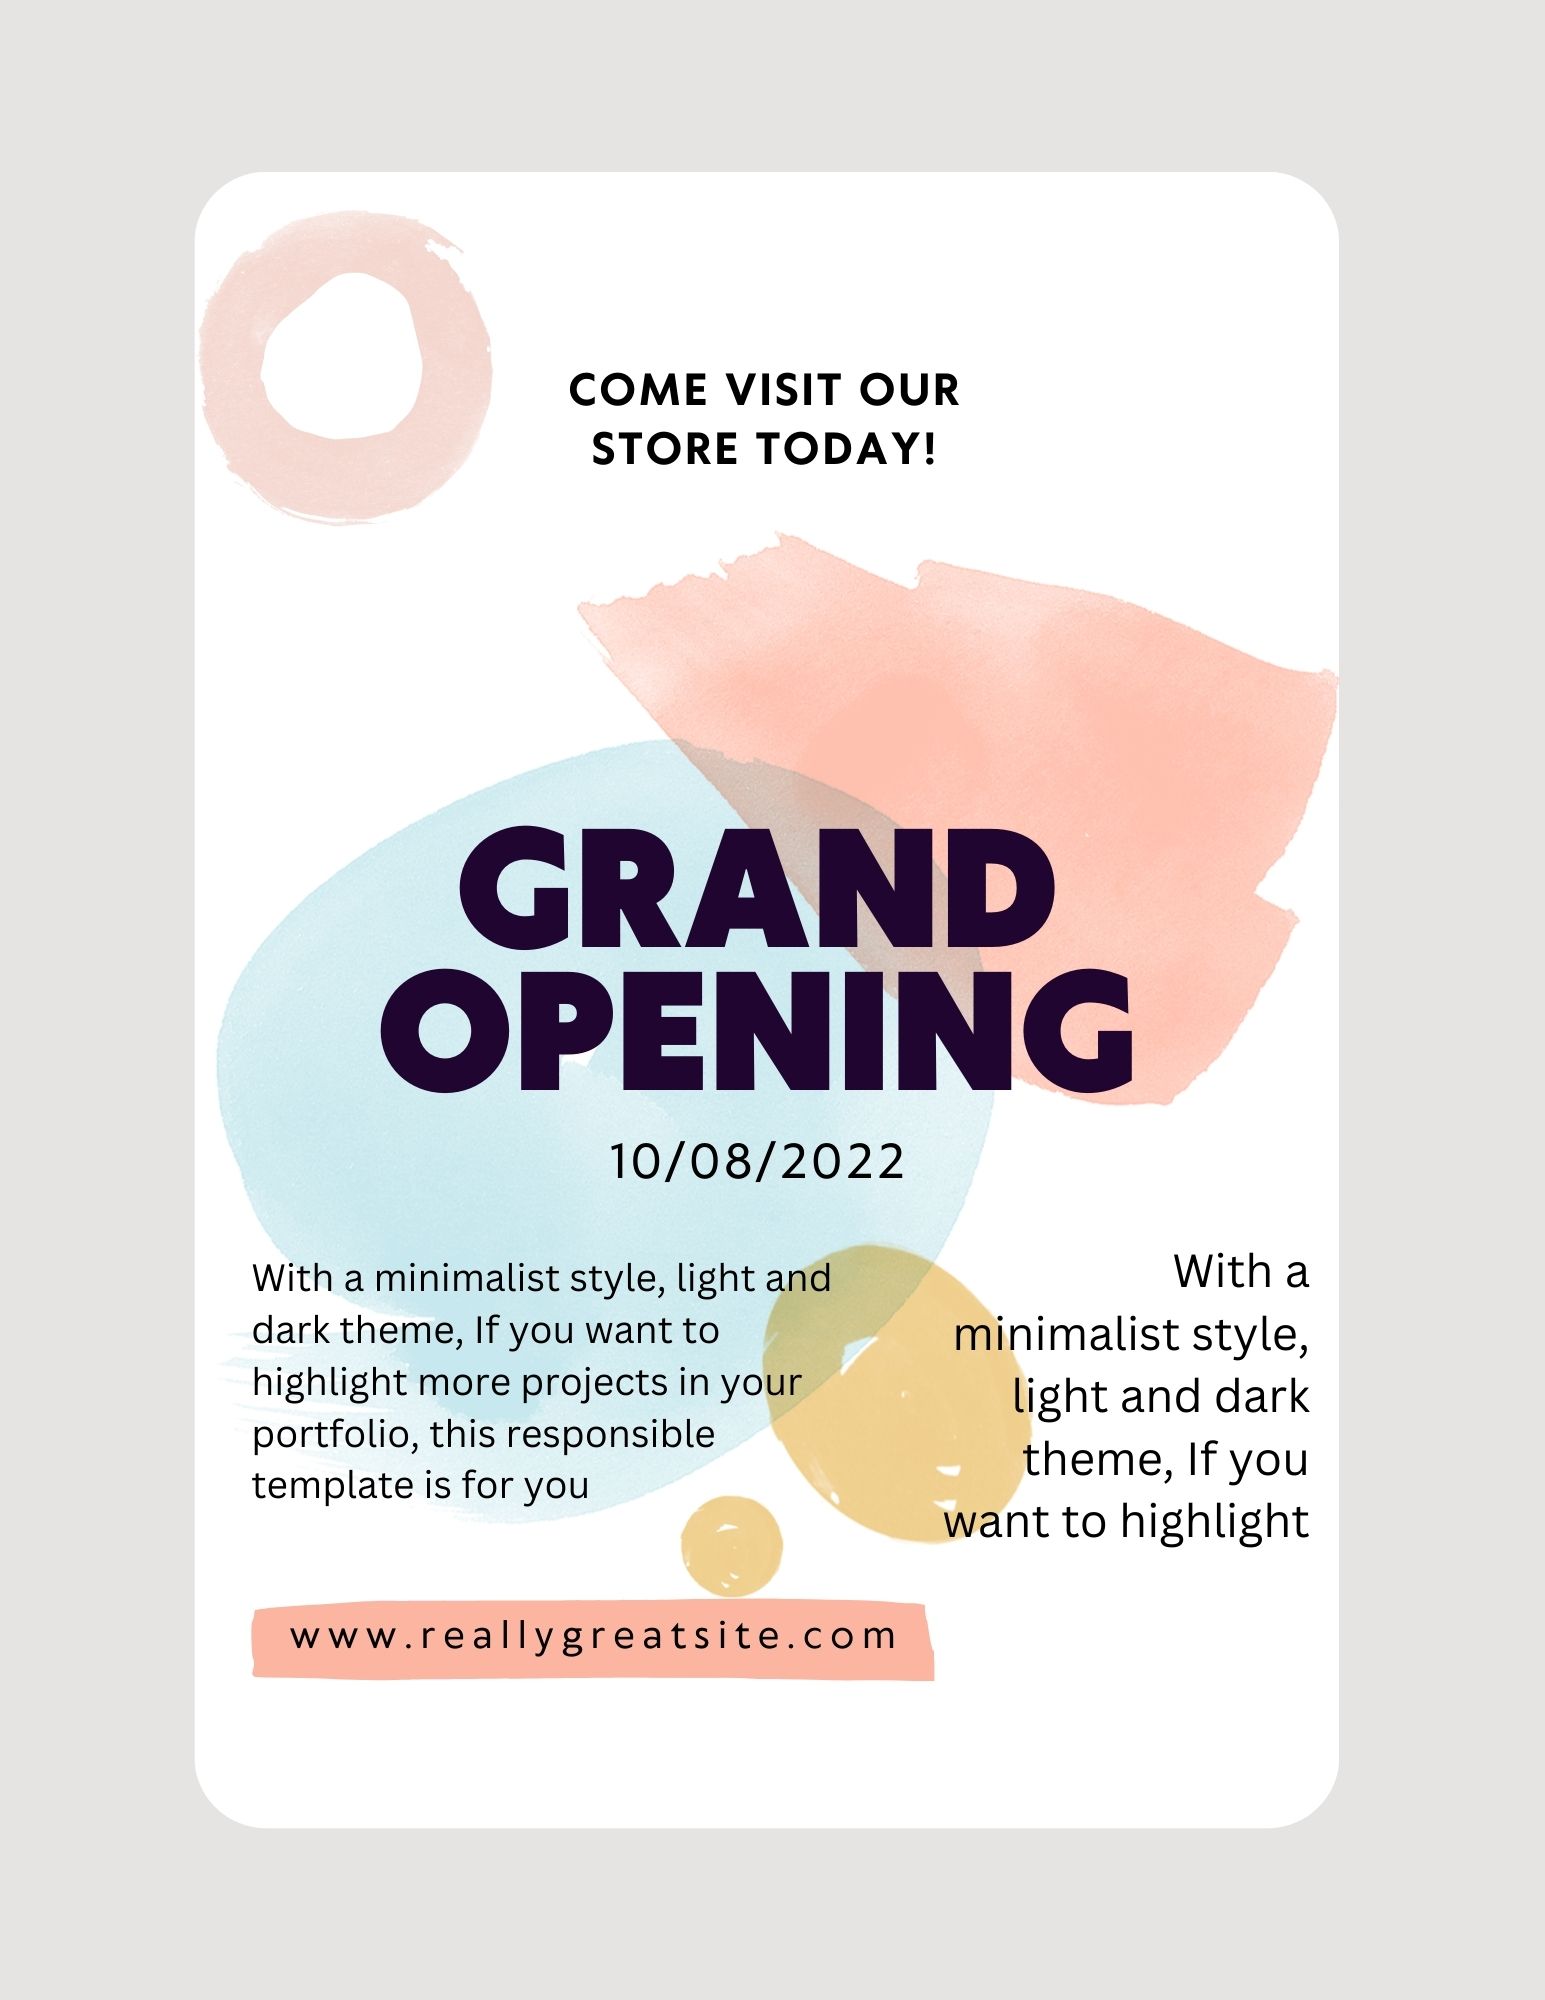 COME VISIT OUR
STORE TODAY!
GRAND
OPENING
10/08/2022
With a minimalist style, light and
dark theme, If you want to
highlight more projects in your
portfolio, this responsible
template is for you
With a
minimalist style,
light and dark
theme, If you
want to highlight
www.reallygreatsite.com